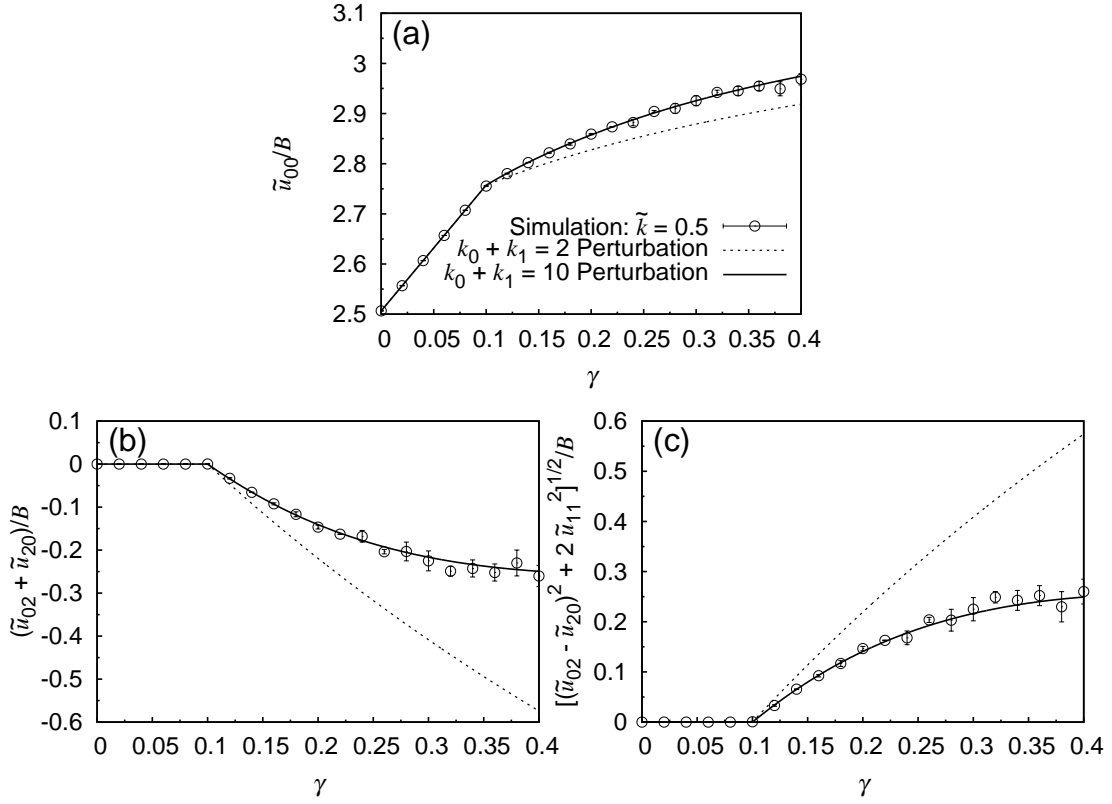 (a)
3.1
3
2.9
2.8
2.7
2.6
2.5
ũ00/B
Simulation: k̃ = 0.5
k0 + k1 = 2 Perturbation
k0 + k1 = 10 Perturbation
0 0.05 0.1 0.15 0.2 0.25 0.3 0.35 0.4
γ
(b)
0.1
0
-0.1
-0.2
-0.3
-0.4
-0.5
-0.6
(ũ02 + ũ20)/B
0 0.05 0.1 0.15 0.2 0.25 0.3 0.35 0.4
γ
(c)
0.6
0.5
0.4
0.3
0.2
0.1
0
[(ũ02 - ũ20)2 + 2 ũ112]1/2/B
0 0.05 0.1 0.15 0.2 0.25 0.3 0.35 0.4
γ